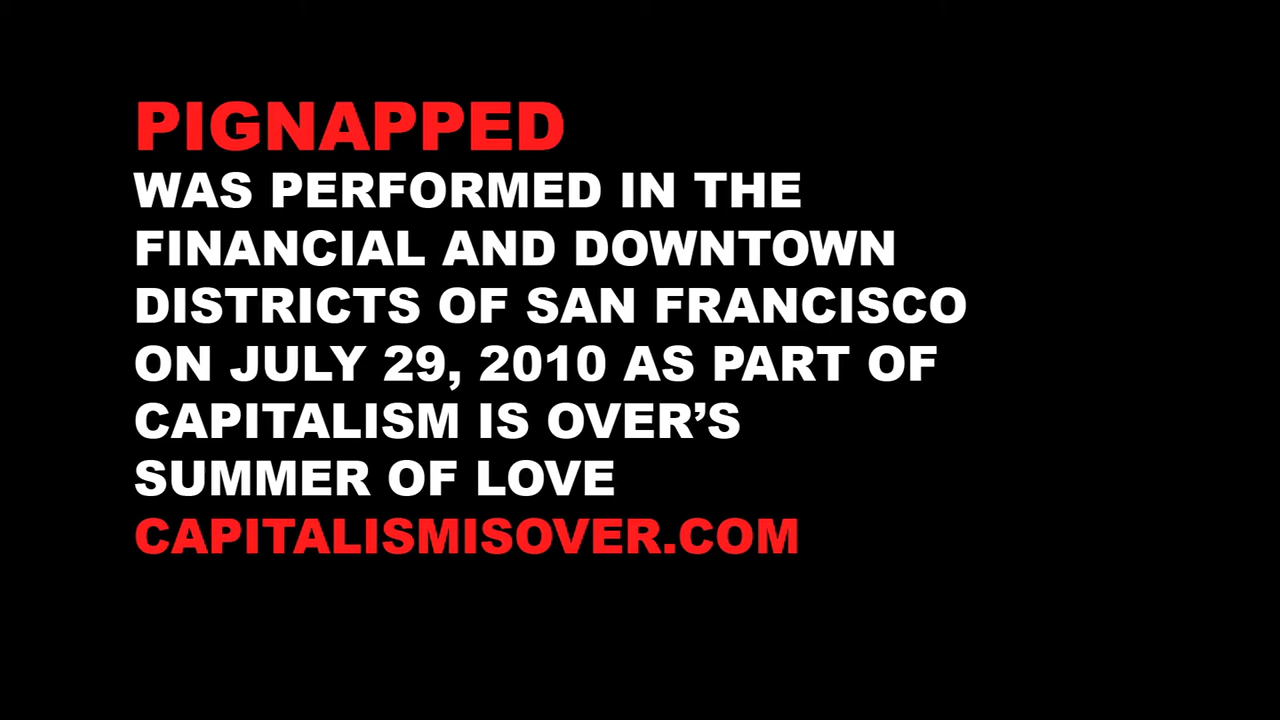 PIGNAPPED
WAS PERFORMED IN THE
FINANCIAL AND DOWNTOWN
DISTRICTS OF SAN FRANCISCO
ON JULY 29, 2010 AS PART OF
CAPITALISM IS OVER’S
SUMMER OF LOVE
CAPITALISMISOVER.COM